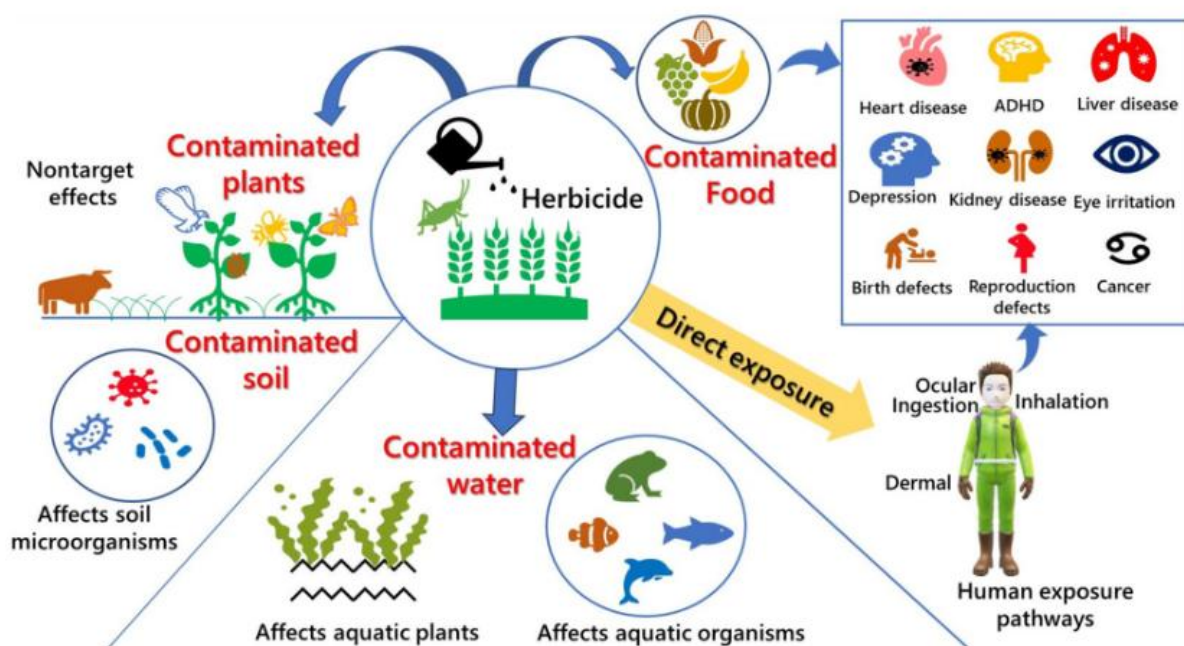 Nontarget
effects
Contaminated
plants
Herbicide
Contaminated
Food
Heart disease
ADHD
Liver disease
Depression
Kidney disease
Eye irritation
Birth defects
Reproduction
defects
Cancer
Contaminated
soil
Affects soil
microorganisms
Contaminated
water
Affects aquatic plants
Affects aquatic organisms
Direct exposure
Ocular
Ingestion
Inhalation
Dermal
Human exposure
pathways